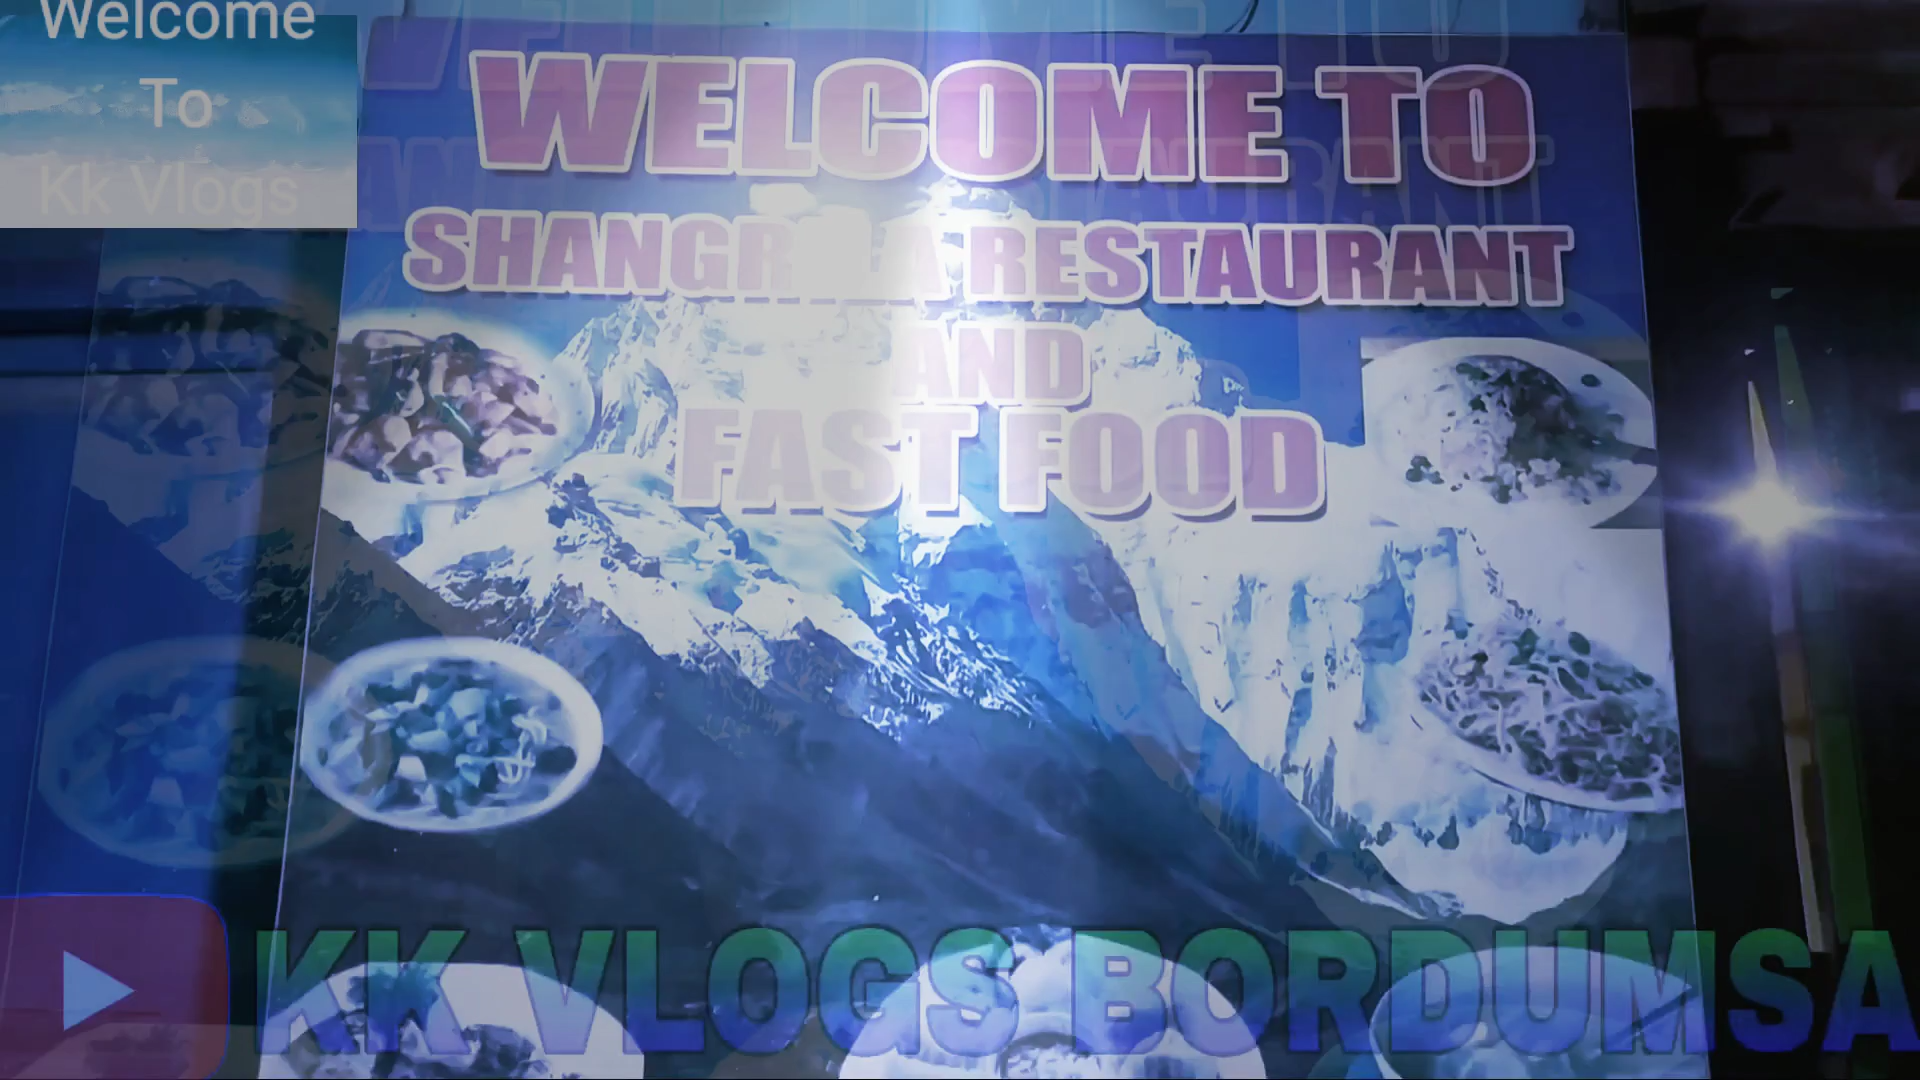 Welcome
To
Kk Vlogs
WELCOME TO
SHANGRILA RESTAURANT
AND
FAST FOOD
KK VLOGS BORDUMSA